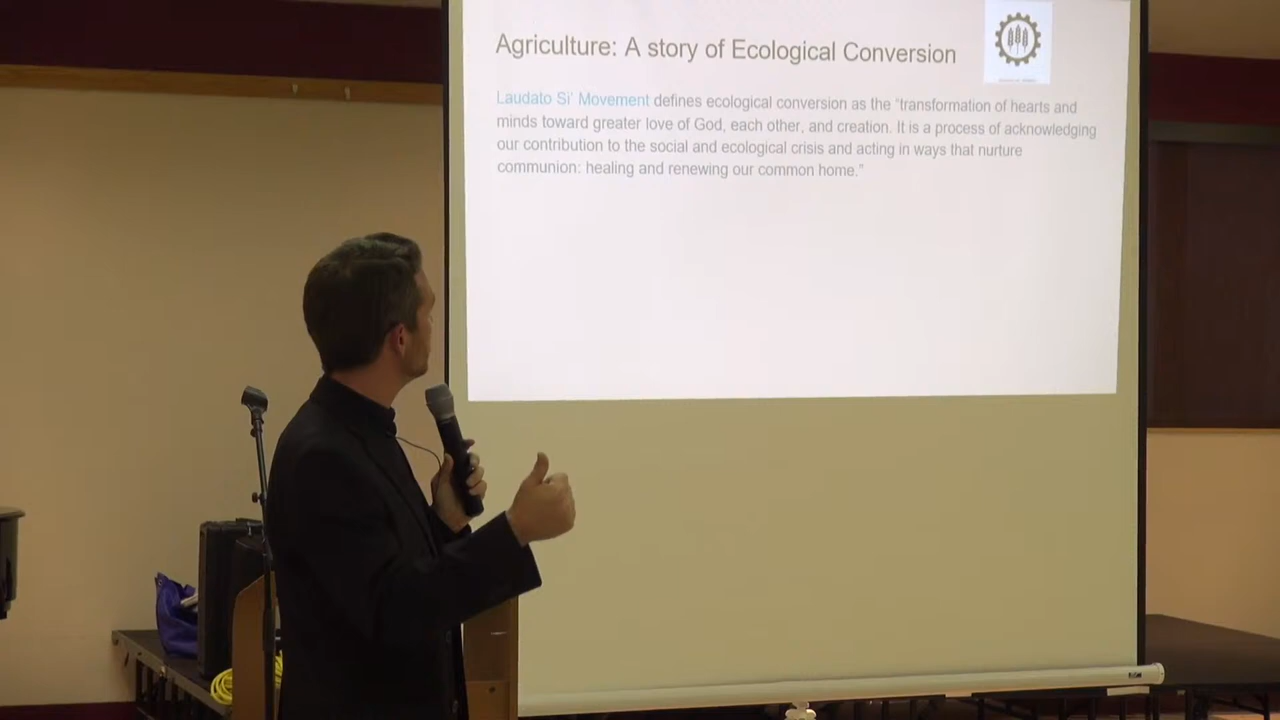 Agriculture: A story of Ecological Conversion
Laudato Si' Movement defines ecological conversion as the “transformation of hearts and
minds toward greater love of God, each other, and creation. It is a process of acknowledging
our contribution to the social and ecological crisis and acting in ways that nurture
communion: healing and renewing our common home.”